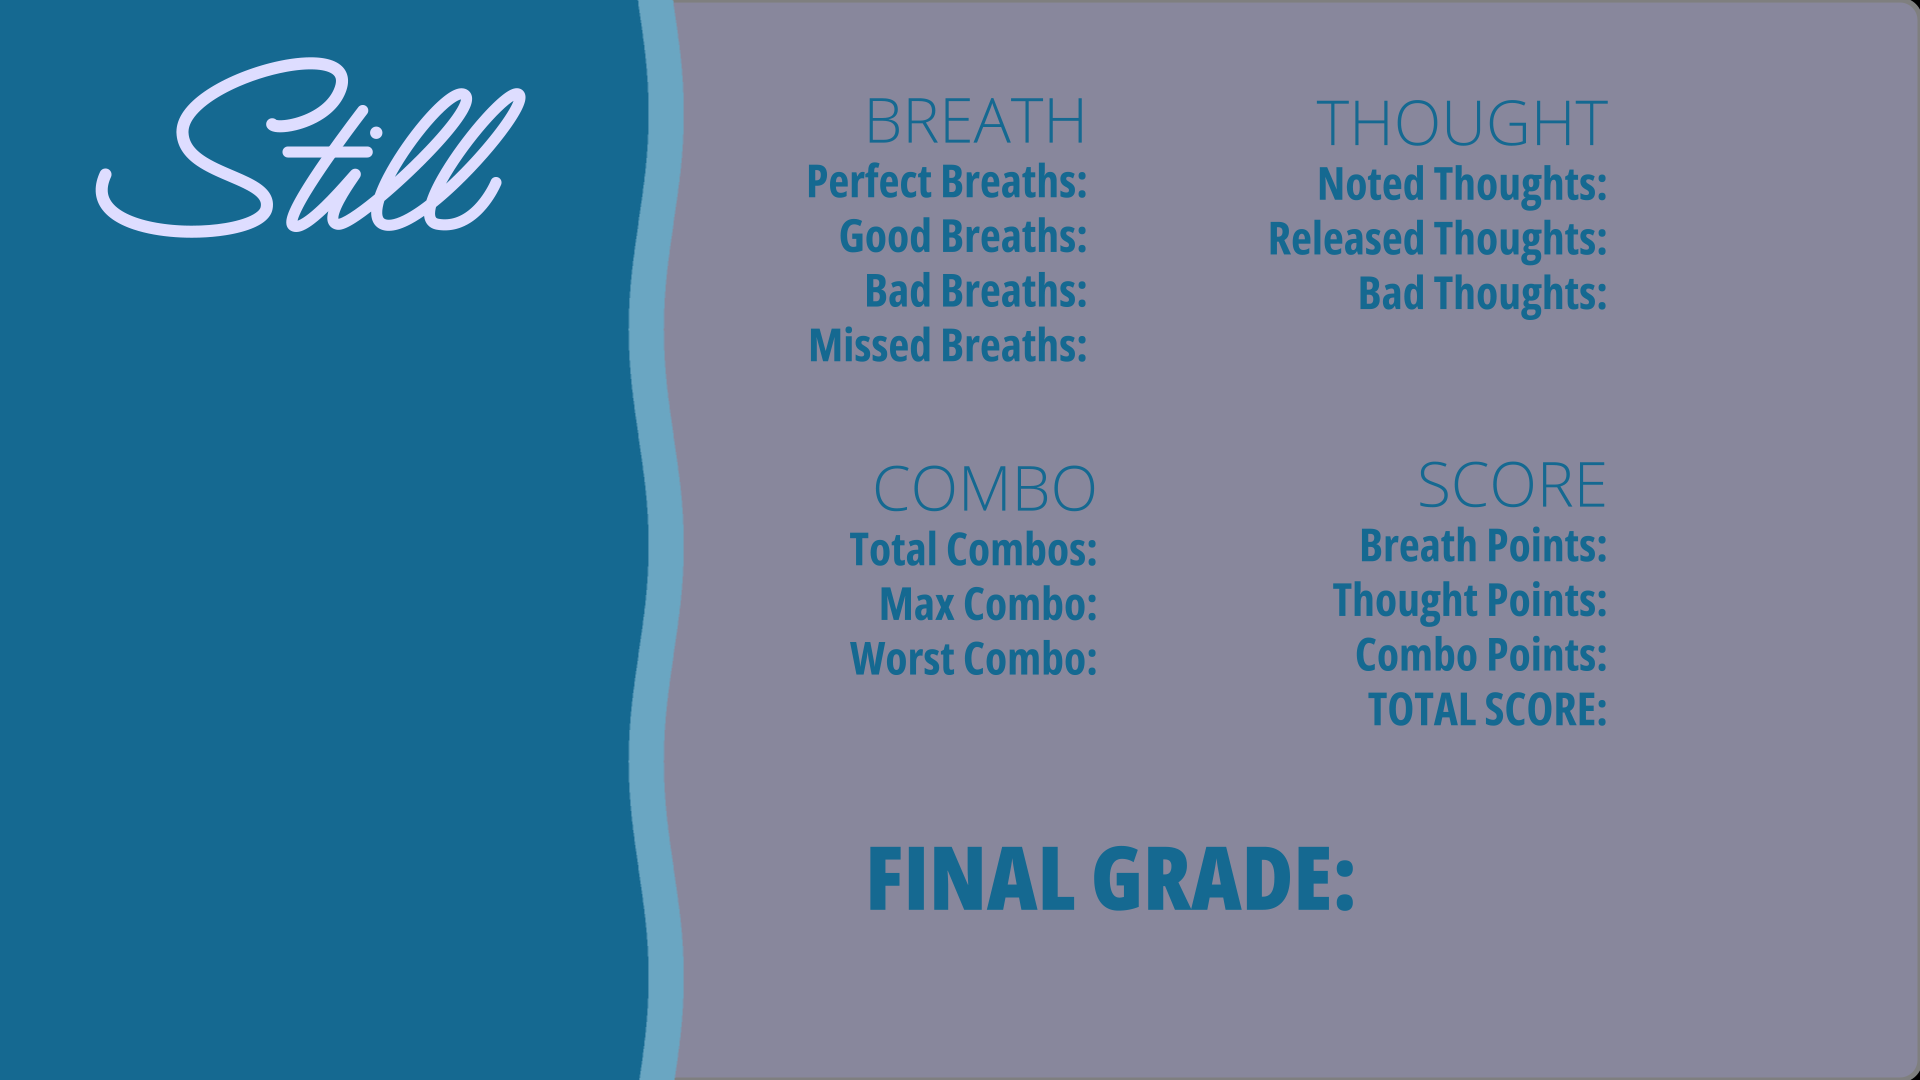 Still
BREATH
Perfect Breaths:
Good Breaths:
Bad Breaths:
Missed Breaths:
THOUGHT
Noted Thoughts:
Released Thoughts:
Bad Thoughts:
COMBO
Total Combos:
Max Combo:
Worst Combo:
SCORE
Breath Points:
Thought Points:
Combo Points:
TOTAL SCORE:
FINAL GRADE: